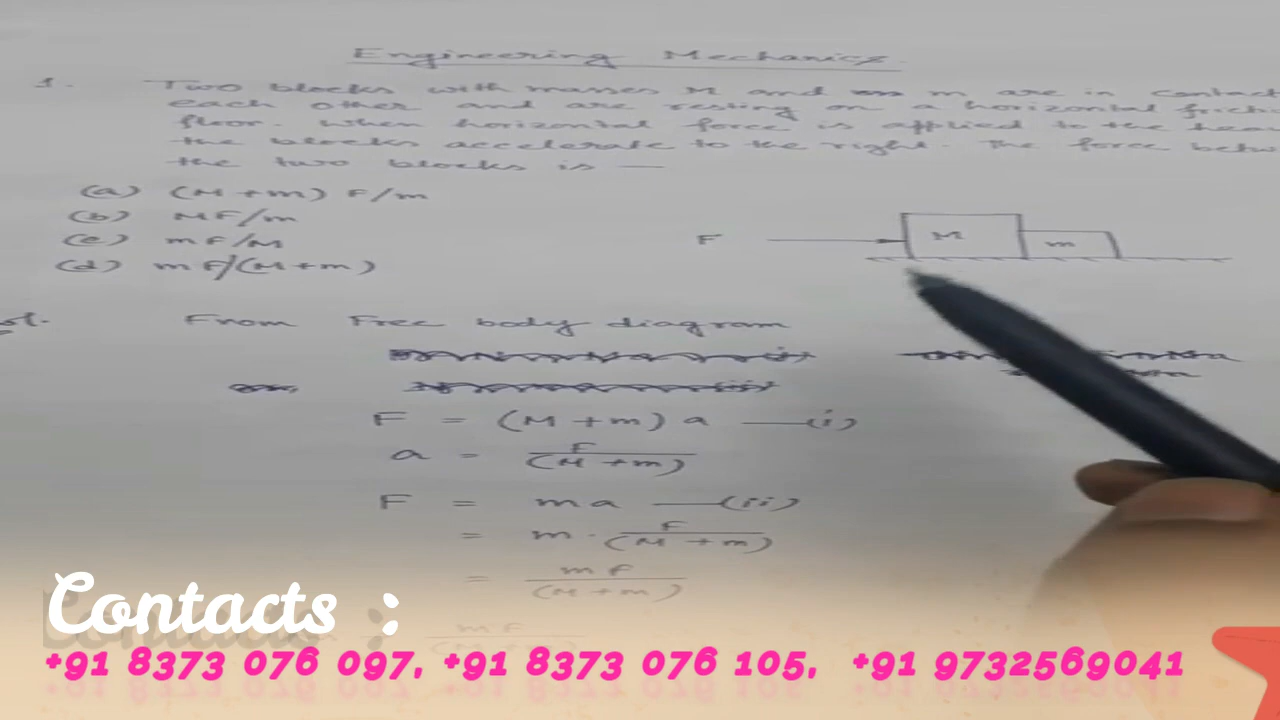 Engineering Mechanics
1. Two blocks with masses M and m are in contact
each other and are resting on a horizontal
floor. When horizontal force is applied to the
the blocks accelerate to the right. The force
the two blocks is —
(a) (M+m) F/m
(b) MF/m
(c) mF/M
(d) mF/(M+m)
F M m
Sol. From Free body diagram
F = (M+m) a —(i)
a = F/(M+m)
F = ma —(ii)
= m · F/(M+m)
= mF/(M+m)
mF
Contacts :
+91 8373 076 097, +91 8373 076 105, +91 9732569041